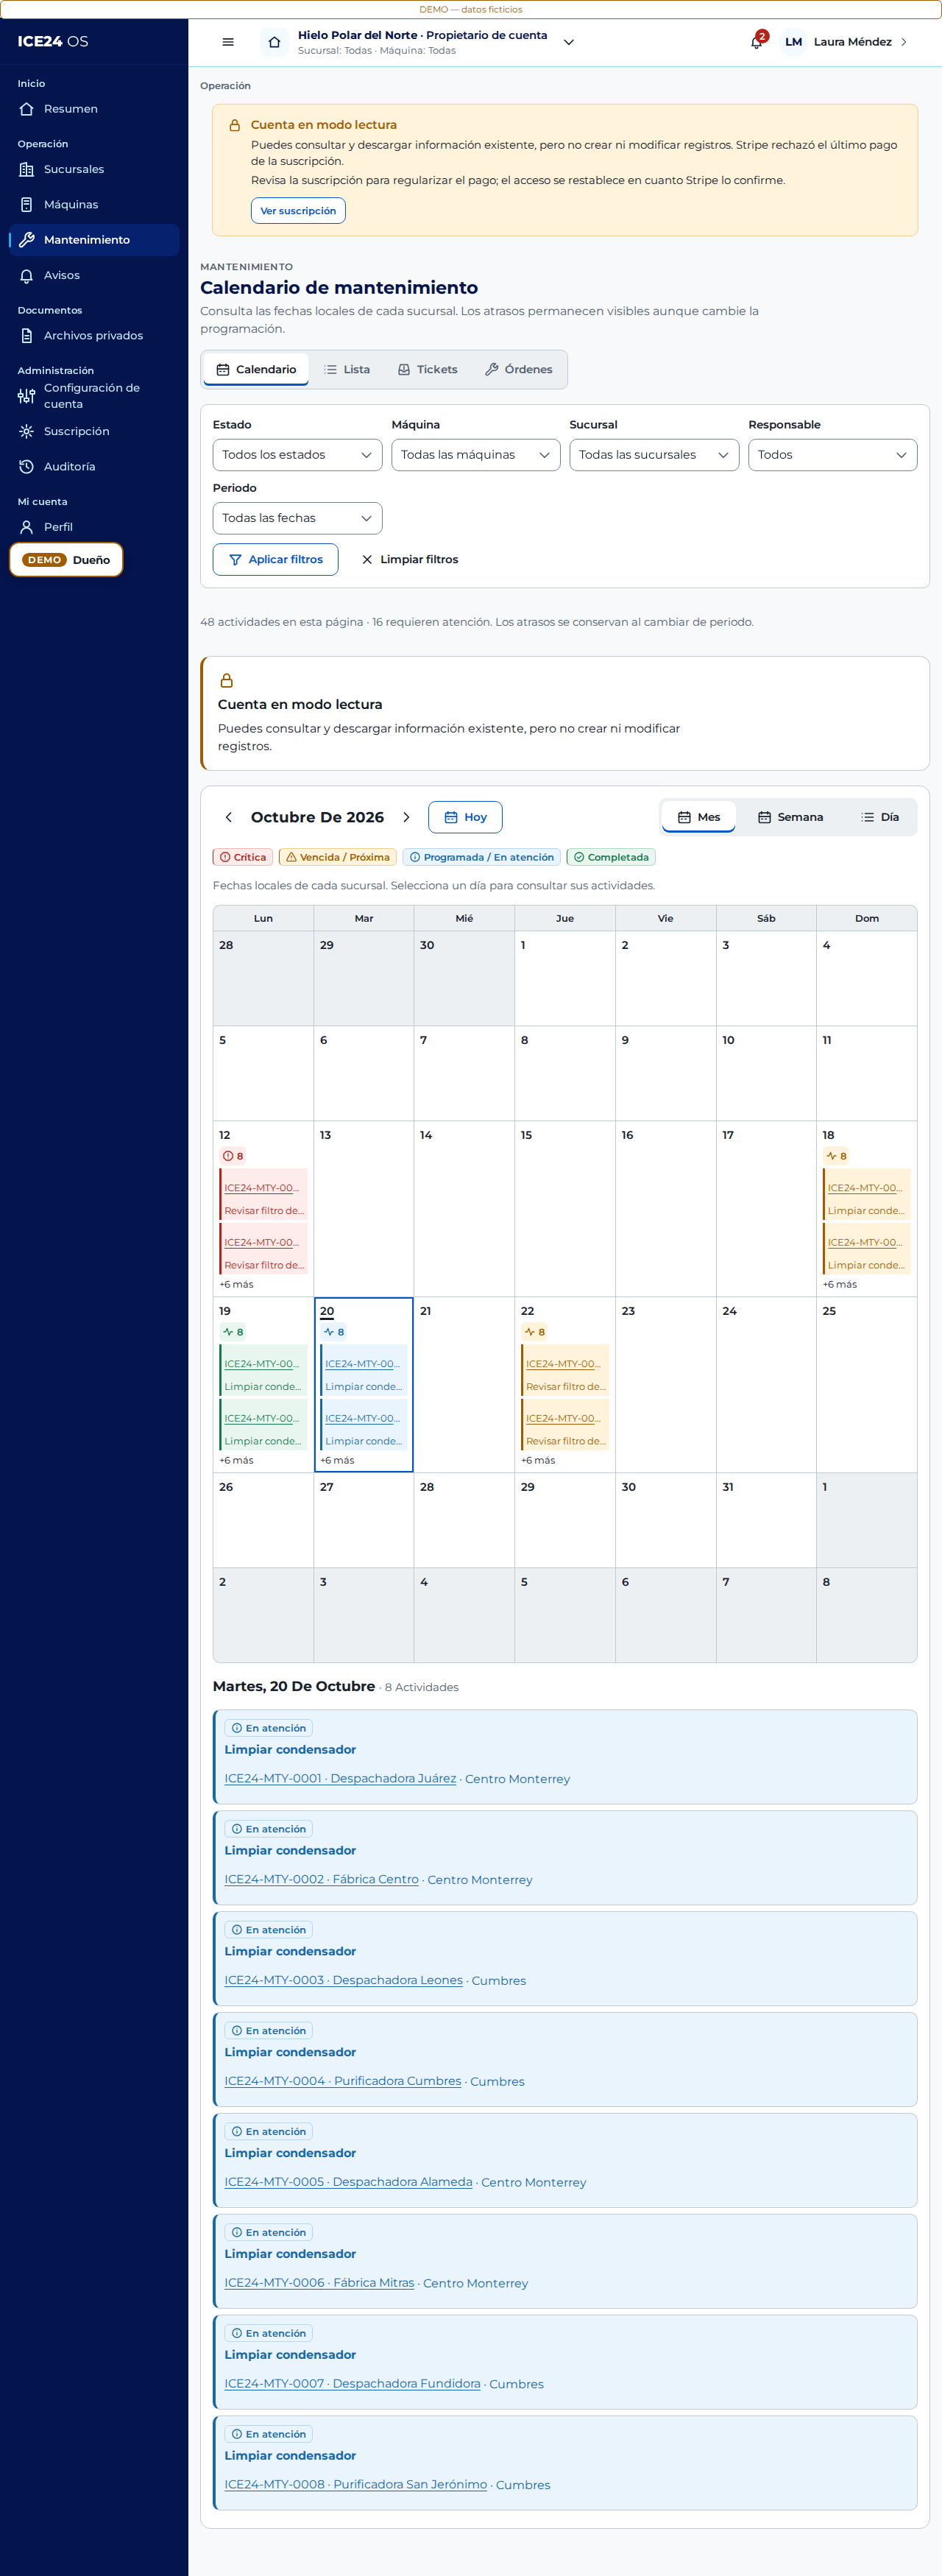 DEMO — datos ficticios
ICE24 OS
Inicio
Resumen
Operación
Sucursales
Máquinas
Mantenimiento
Avisos
Documentos
Archivos privados
Administración
Configuración de
cuenta
Suscripción
Auditoría
Mi cuenta
Perfil
DEMO Dueño
Hielo Polar del Norte · Propietario de cuenta
Sucursal: Todas · Máquina: Todas
2
LM Laura Méndez
Operación
Cuenta en modo lectura
Puedes consultar y descargar información existente, pero no crear ni modificar registros. Stripe rechazó el último pago
de la suscripción.
Revisa la suscripción para regularizar el pago; el acceso se restablece en cuanto Stripe lo confirme.
Ver suscripción
MANTENIMIENTO
Calendario de mantenimiento
Consulta las fechas locales de cada sucursal. Los atrasos permanecen visibles aunque cambie la
programación.
Calendario Lista Tickets Órdenes
Estado Máquina Sucursal Responsable
Todos los estados Todas las máquinas Todas las sucursales Todos
Periodo
Todas las fechas
Aplicar filtros Limpiar filtros
48 actividades en esta página · 16 requieren atención. Los atrasos se conservan al cambiar de periodo.
Cuenta en modo lectura
Puedes consultar y descargar información existente, pero no crear ni modificar
registros.
Octubre De 2026 Hoy Mes Semana Día
Crítica Vencida / Próxima Programada / En atención Completada
Fechas locales de cada sucursal. Selecciona un día para consultar sus actividades.
Lun Mar Mié Jue Vie Sáb Dom
28 29 30 1 2 3 4
5 6 7 8 9 10 11
12 13 14 15 16 17 18
8 8
ICE24-MTY-00... ICE24-MTY-00...
Revisar filtro de... Limpiar conde...
ICE24-MTY-00... ICE24-MTY-00...
Revisar filtro de... Limpiar conde...
+6 más +6 más
19 20 21 22 23 24 25
8 8 8
ICE24-MTY-00... ICE24-MTY-00... ICE24-MTY-00...
Limpiar conde... Limpiar conde... Revisar filtro de...
ICE24-MTY-00... ICE24-MTY-00... ICE24-MTY-00...
Limpiar conde... Limpiar conde... Revisar filtro de...
+6 más +6 más +6 más
26 27 28 29 30 31 1
2 3 4 5 6 7 8
Martes, 20 De Octubre · 8 Actividades
En atención
Limpiar condensador
ICE24-MTY-0001 · Despachadora Juárez · Centro Monterrey
En atención
Limpiar condensador
ICE24-MTY-0002 · Fábrica Centro · Centro Monterrey
En atención
Limpiar condensador
ICE24-MTY-0003 · Despachadora Leones · Cumbres
En atención
Limpiar condensador
ICE24-MTY-0004 · Purificadora Cumbres · Cumbres
En atención
Limpiar condensador
ICE24-MTY-0005 · Despachadora Alameda · Centro Monterrey
En atención
Limpiar condensador
ICE24-MTY-0006 · Fábrica Mitras · Centro Monterrey
En atención
Limpiar condensador
ICE24-MTY-0007 · Despachadora Fundidora · Cumbres
En atención
Limpiar condensador
ICE24-MTY-0008 · Purificadora San Jerónimo · Cumbres